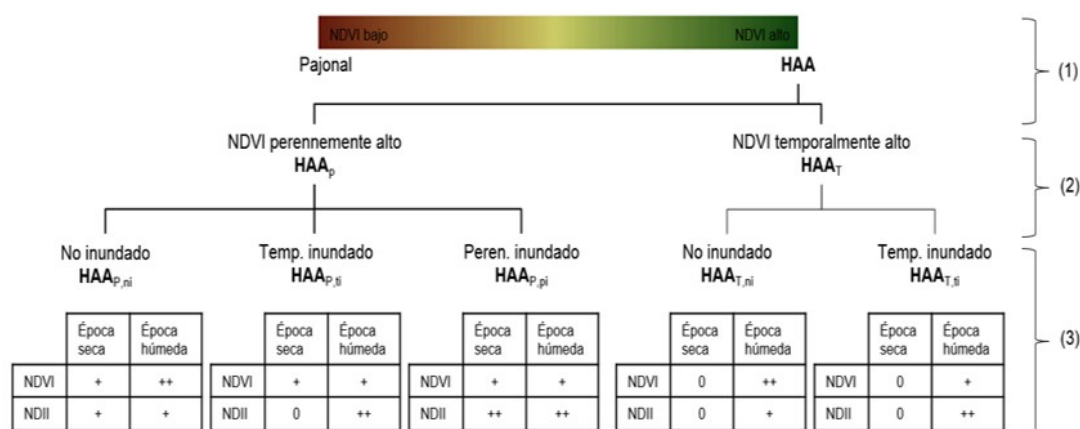 NDVI bajo NDVI alto
Pajonal HAA (1)
NDVI perennemente alto NDVI temporalmente alto
HAAp HAAT (2)
No inundado Temp. inundado Peren. inundado No inundado Temp. inundado
HAAP,ni HAAP,ti HAAP,pi HAAT,ni HAAT,ti
(3)
Época seca Época húmeda
NDVI + ++
NDII + +
Época seca Época húmeda
NDVI + +
NDII 0 ++
Época seca Época húmeda
NDVI + +
NDII ++ ++
Época seca Época húmeda
NDVI 0 ++
NDII 0 +
Época seca Época húmeda
NDVI 0 +
NDII 0 ++